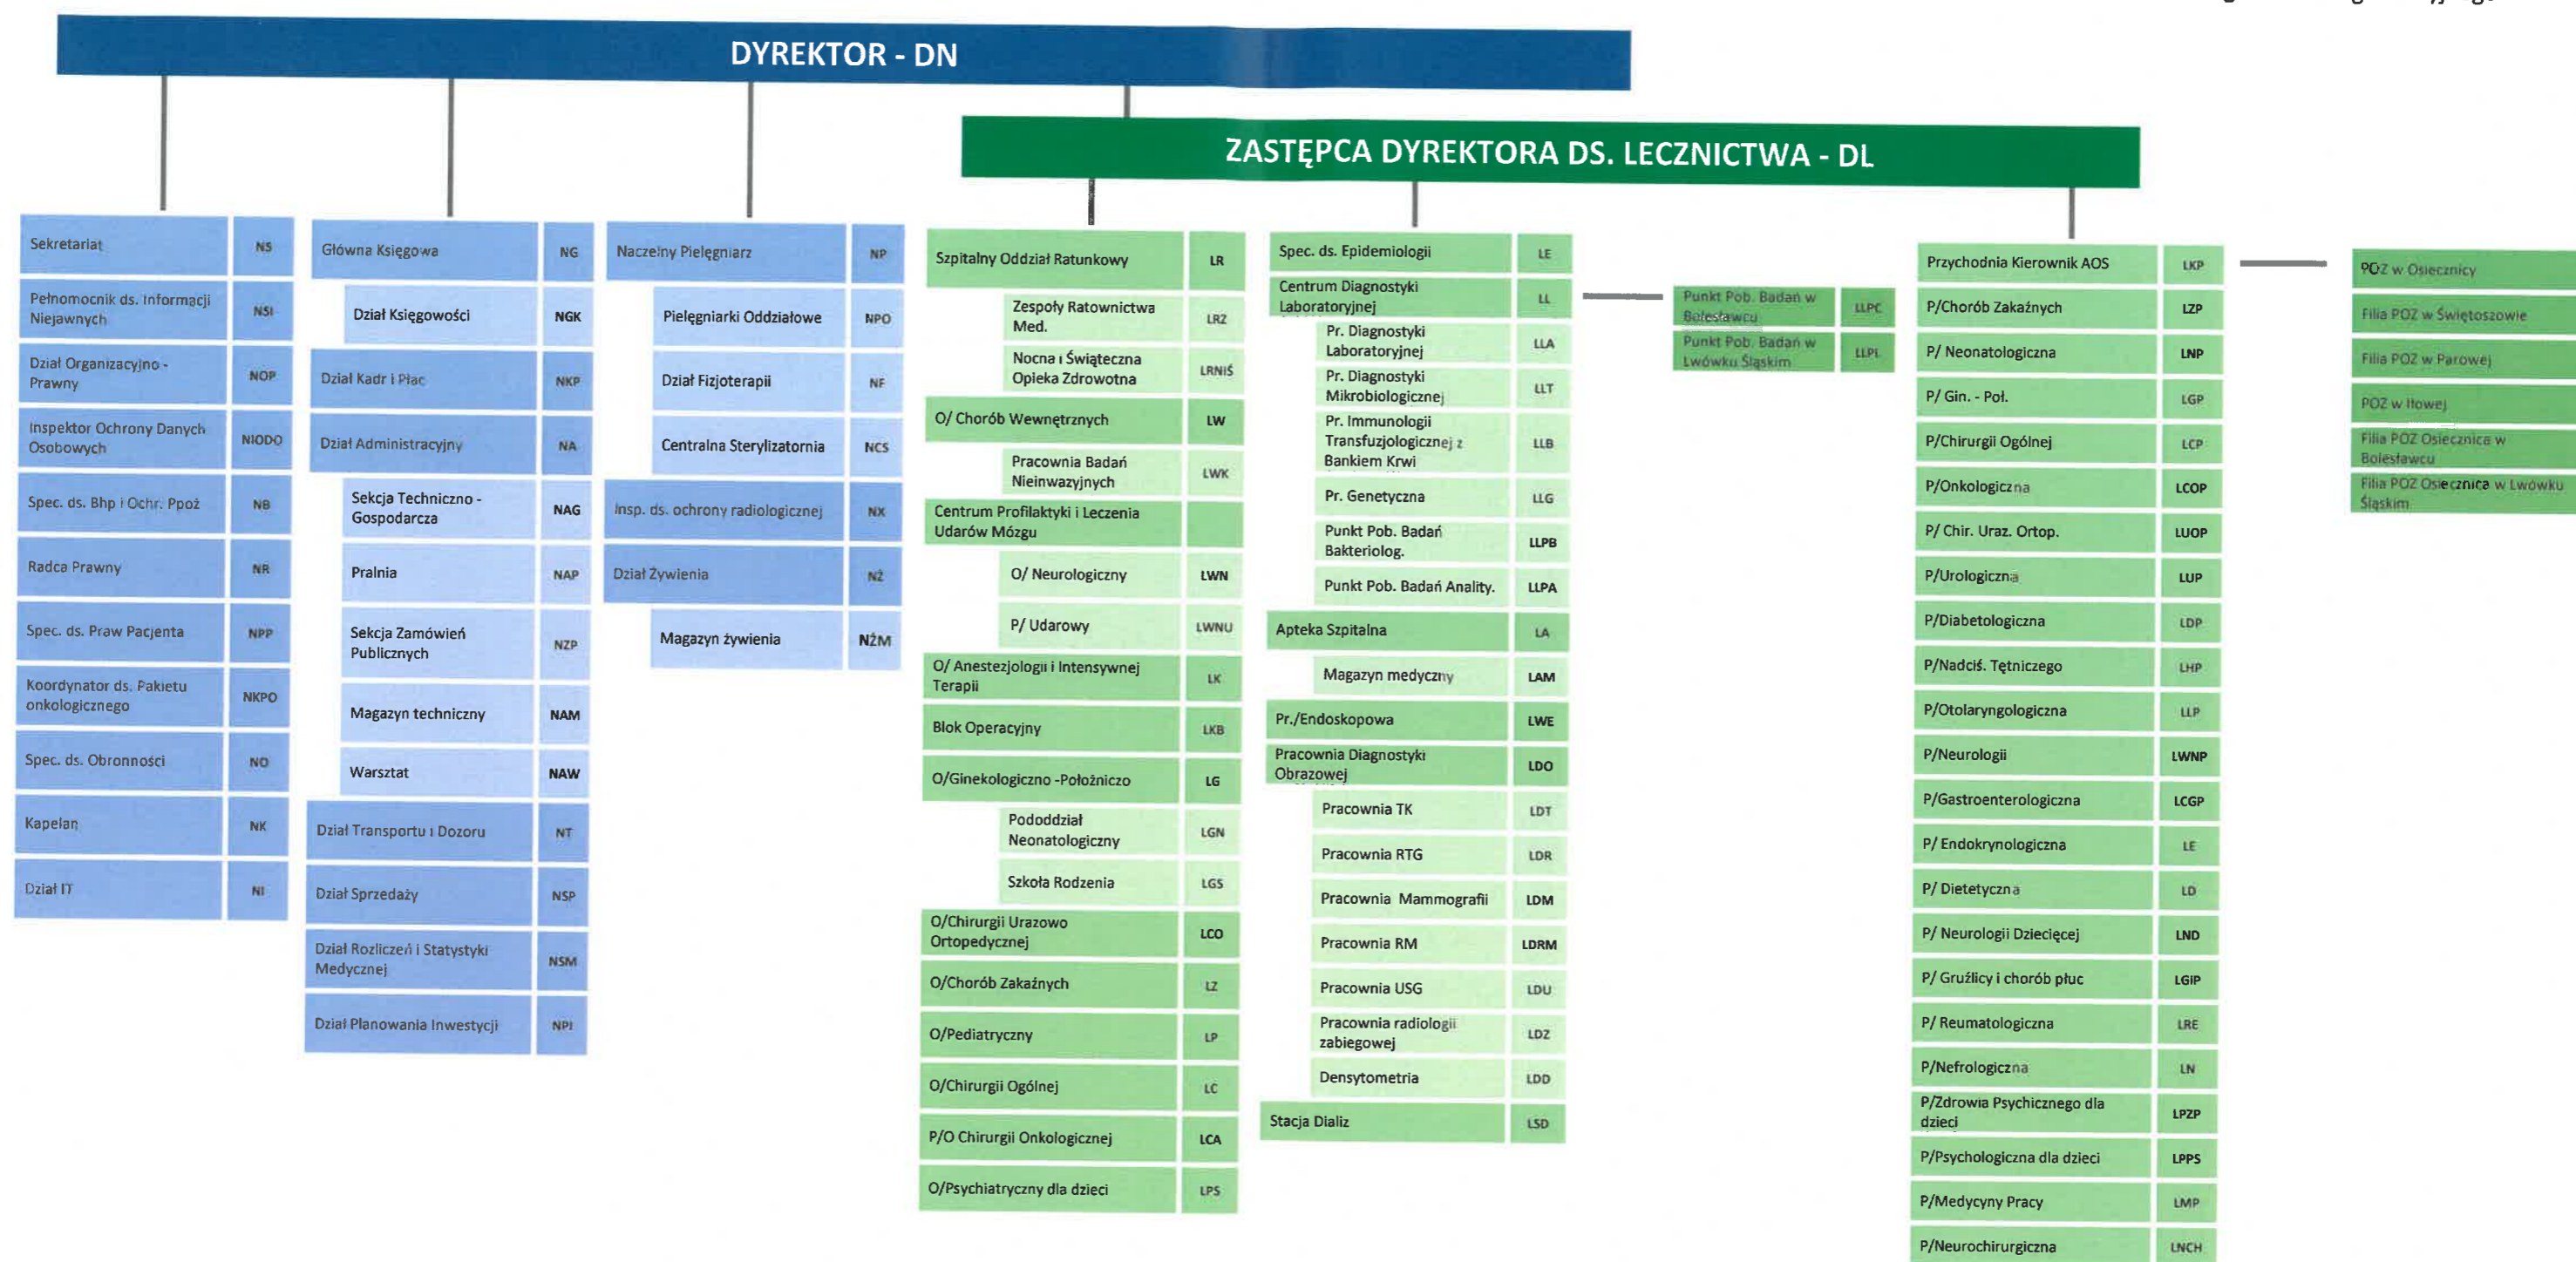 DYREKTOR - DN
ZASTĘPCA DYREKTORA DS. LECZNICTWA - DL
Sekretariat NS
Pełnomocnik ds. Informacji
Niejawnych NSI
Dział Organizacyjno -
Prawny NOP
Inspektor Ochrony Danych
Osobowych NIODO
Spec. ds. Bhp i Ochr. Ppoż NB
Radca Prawny NR
Spec. ds. Praw Pacjenta NPP
Koordynator ds. Pakietu
onkologicznego NKPO
Spec. ds. Obronności NO
Kapelan NK
Dział IT NI
Główna Księgowa NG
Dział Księgowości NGK
Dział Kadr i Płac NKP
Dział Administracyjny NA
Sekcja Techniczno -
Gospodarcza NAG
Pralnia NAP
Sekcja Zamówień
Publicznych NZP
Magazyn techniczny NAM
Warsztat NAW
Dział Transportu i Dozoru NT
Dział Sprzedaży NSP
Dział Rozliczeń i Statystyki
Medycznej NSM
Dział Planowania Inwestycji NPI
Naczelny Pielęgniarz NP
Pielęgniarki Oddziałowe NPO
Dział Fizjoterapii NF
Centralna Sterylizatornia NCS
Insp. ds. ochrony radiologicznej NX
Dział Żywienia NŻ
Magazyn żywienia NŻM
Szpitalny Oddział Ratunkowy LR
Zespoły Ratownictwa
Med. LRZ
Nocna i Świąteczna
Opieka Zdrowotna LRNIŚ
O/ Chorób Wewnętrznych LW
Pracownia Badań
Nieinwazyjnych LWK
Centrum Profilaktyki i Leczenia
Udarów Mózgu
O/ Neurologiczny LWN
P/ Udarowy LWNU
O/ Anestezjologii i Intensywnej
Terapii LK
Blok Operacyjny LKB
O/Ginekologiczno -Położniczo LG
Pododdział
Neonatologiczny LGN
Szkoła Rodzenia LGS
O/Chirurgii Urazowo
Ortopedycznej LCO
O/Chorób Zakaźnych LZ
O/Pediatryczny LP
O/Chirurgii Ogólnej LC
P/O Chirurgii Onkologicznej LCA
O/Psychiatryczny dla dzieci LPS
Spec. ds. Epidemiologii LE
Centrum Diagnostyki
Laboratoryjnej LL
Pr. Diagnostyki
Laboratoryjnej LLA
Pr. Diagnostyki
Mikrobiologicznej LLT
Pr. Immunologii
Transfuzjologicznej z
Bankiem Krwi LLB
Pr. Genetyczna LLG
Punkt Pob. Badań
Bakteriolog. LLPB
Punkt Pob. Badań Anality. LLPA
Apteka Szpitalna LA
Magazyn medyczny LAM
Pr./Endoskopowa LWE
Pracownia Diagnostyki
Obrazowej LDO
Pracownia TK LDT
Pracownia RTG LDR
Pracownia Mammografii LDM
Pracownia RM LDRM
Pracownia USG LDU
Pracownia radiologii
zabiegowej LDZ
Densytometria LDD
Stacja Dializ LSD
Punkt Pob. Badań w
Bolesławcu LLPC
Punkt Pob. Badań w
Lwówku Śląskim LLPL
Przychodnia Kierownik AOS LKP
P/Chorób Zakaźnych LZP
P/ Neonatologiczna LNP
P/ Gin. - Poł. LGP
P/Chirurgii Ogólnej LCP
P/Onkologiczna LCOP
P/ Chir. Uraz. Ortop. LUOP
P/Urologiczna LUP
P/Diabetologiczna LDP
P/Nadciś. Tętniczego LHP
P/Otolaryngologiczna LLP
P/Neurologii LWNP
P/Gastroenterologiczna LCGP
P/ Endokrynologiczna LE
P/ Dietetyczna LD
P/ Neurologii Dziecięcej LND
P/ Gruźlicy i chorób płuc LGIP
P/ Reumatologiczna LRE
P/Nefrologiczna LN
P/Zdrowia Psychicznego dla
dzieci LPZP
P/Psychologiczna dla dzieci LPPS
P/Medycyny Pracy LMP
P/Neurochirurgiczna LNCH
POZ w Osiecznicy
Filia POZ w Świętoszowie
Filia POZ w Parowej
POZ w Iłowej
Filia POZ Osiecznica w
Bolesławcu
Filia POZ Osiecznica w Lwówku
Śląskim